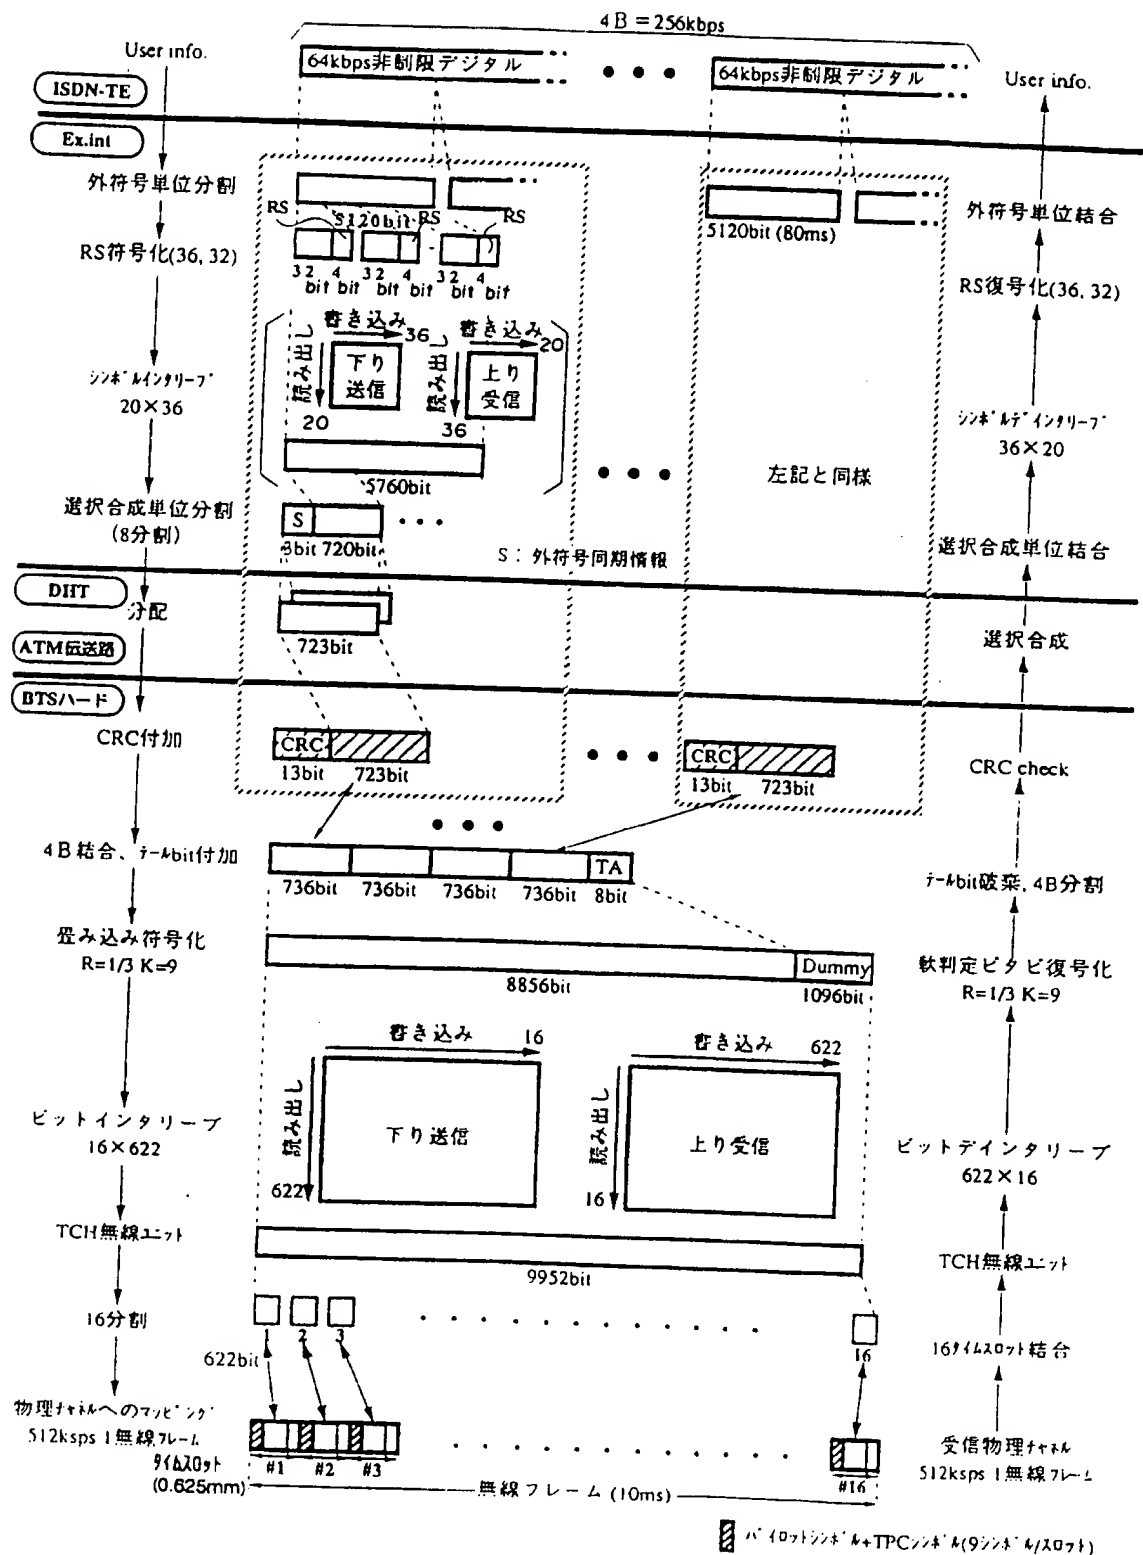 4B=256kbps
User info.
64kbps非制限デジタル
64kbps非制限デジタル
User info.
ISDN-TE
Ex.int
外符号単位分割
RS
5120bit
RS
RS
5120bit (80ms)
外符号単位結合
RS符号化(36, 32)
32bit 4bit 32bit 4bit 32bit 4bit
RS復号化(36, 32)
書き込み 36
読み出し
下り送信
20
書き込み 20
読み出し
上り受信
36
シンボルインタリーブ
20×36
シンボルデインタリーブ
36×20
5760bit
左記と同様
選択合成単位分割
(8分割)
S
3bit 720bit
S: 外符号同期情報
選択合成単位結合
DHT
分配
723bit
ATM伝送路
選択合成
BTSハード
CRC付加
CRC
13bit 723bit
CRC
13bit 723bit
CRC check
4B結合、テールbit付加
TA
736bit 736bit 736bit 736bit 8bit
テールbit破棄, 4B分割
畳み込み符号化
R=1/3 K=9
Dummy
8856bit 1096bit
軟判定ビタビ復号化
R=1/3 K=9
書き込み 16
読み出し
下り送信
622
書き込み 622
読み出し
上り受信
16
ビットインタリーブ
16×622
ビットデインタリーブ
622×16
TCH無線ユニット
9952bit
TCH無線ユニット
16分割
1 2 3 16
622bit
16タイムスロット結合
物理チャネルへのマッピング
512ksps 1無線フレーム
タイムスロット
(0.625mm)
#1 #2 #3 #16
無線フレーム (10ms)
受信物理チャネル
512ksps 1無線フレーム
パイロットシンボル+TPCシンボル(9シンボル/スロット)